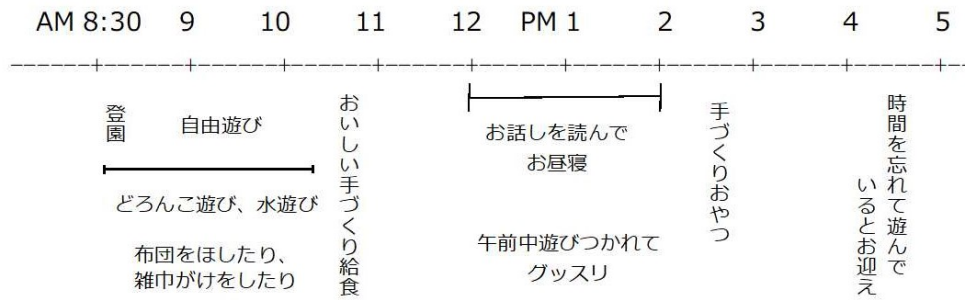 AM 8:30 9 10 11 12 PM 1 2 3 4 5
登園
自由遊び
どろんこ遊び、水遊び
布団をほしたり、
雑巾がけをしたり
おいしい手づくり給食
お話しを読んで
お昼寝
午前中遊びつかれて
グッスリ
手づくりおやつ
時間を忘れて遊んで
いるとお迎え